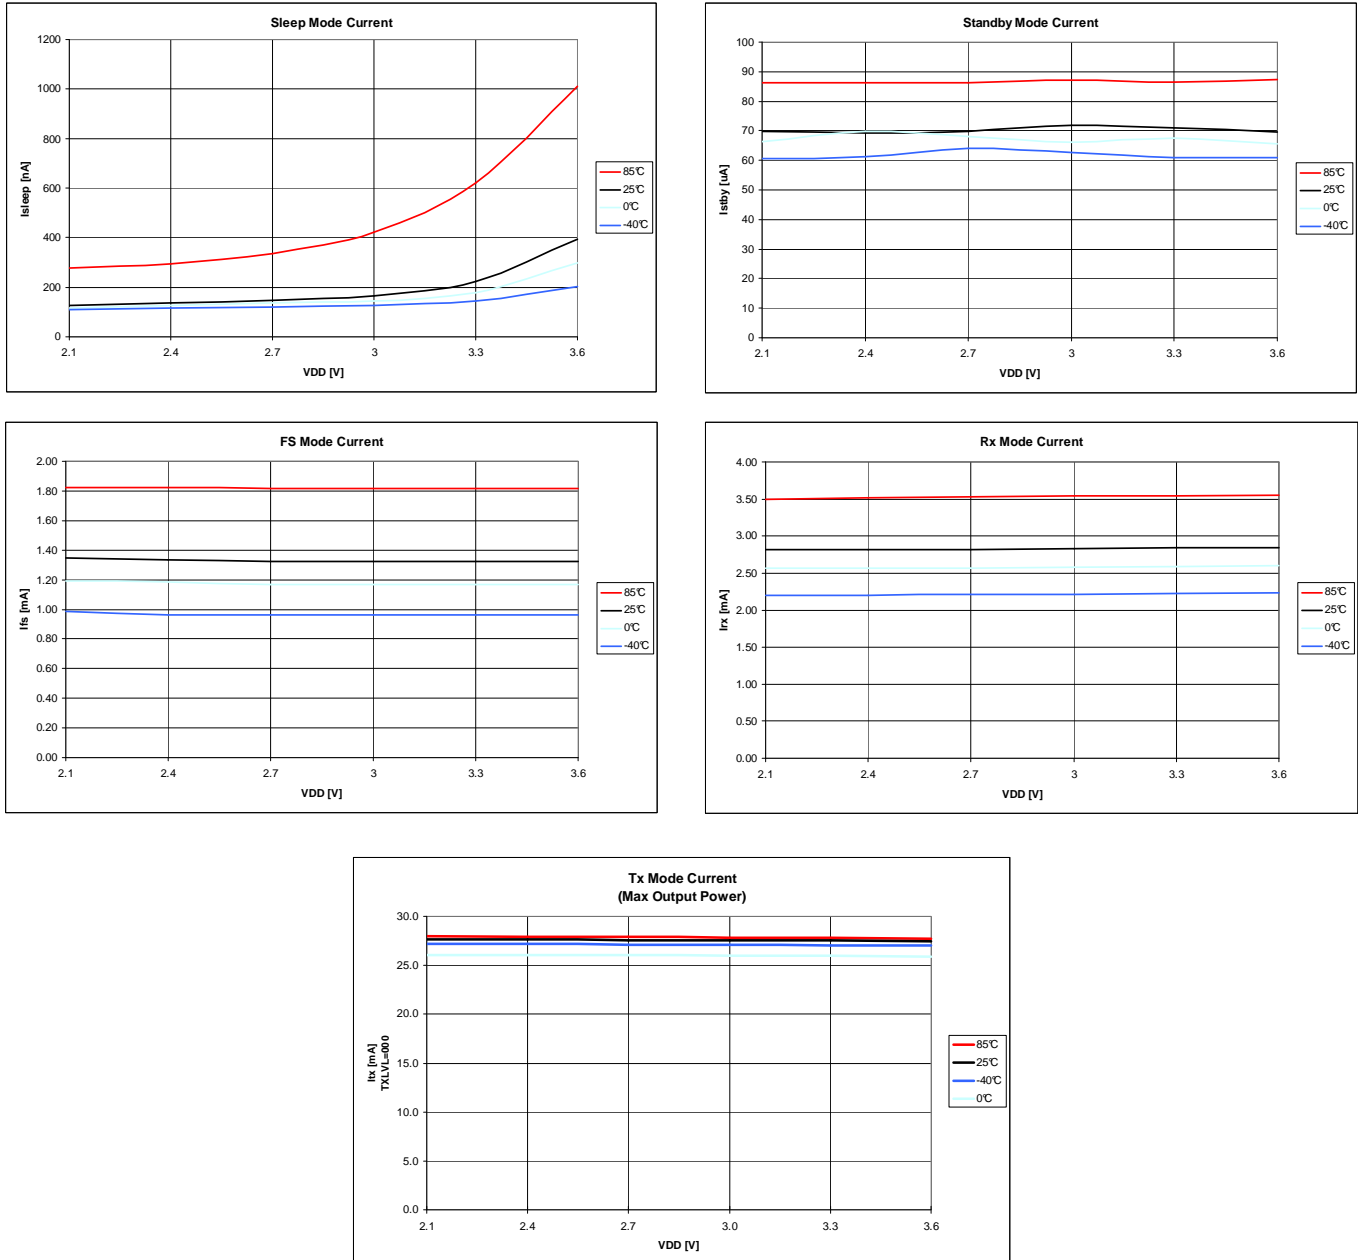 Sleep Mode Current
1200
1000
800
600
400
200
0
2.1 2.4 2.7 3 3.3 3.6
VDD [V]
Isleep [nA]
85°C
25°C
0°C
-40°C
Standby Mode Current
100
90
80
70
60
50
40
30
20
10
0
2.1 2.4 2.7 3 3.3 3.6
VDD [V]
Istby [uA]
85°C
25°C
0°C
-40°C
FS Mode Current
2.00
1.80
1.60
1.40
1.20
1.00
0.80
0.60
0.40
0.20
0.00
2.1 2.4 2.7 3 3.3 3.6
VDD [V]
Ifs [mA]
85°C
25°C
0°C
-40°C
Rx Mode Current
4.00
3.50
3.00
2.50
2.00
1.50
1.00
0.50
0.00
2.1 2.4 2.7 3 3.3 3.6
VDD [V]
Irx [mA]
85°C
25°C
0°C
-40°C
Tx Mode Current
(Max Output Power)
30.0
25.0
20.0
15.0
10.0
5.0
0.0
2.1 2.4 2.7 3.0 3.3 3.6
VDD [V]
Itx [mA]
TXLVL=000
85°C
25°C
-40°C
0°C